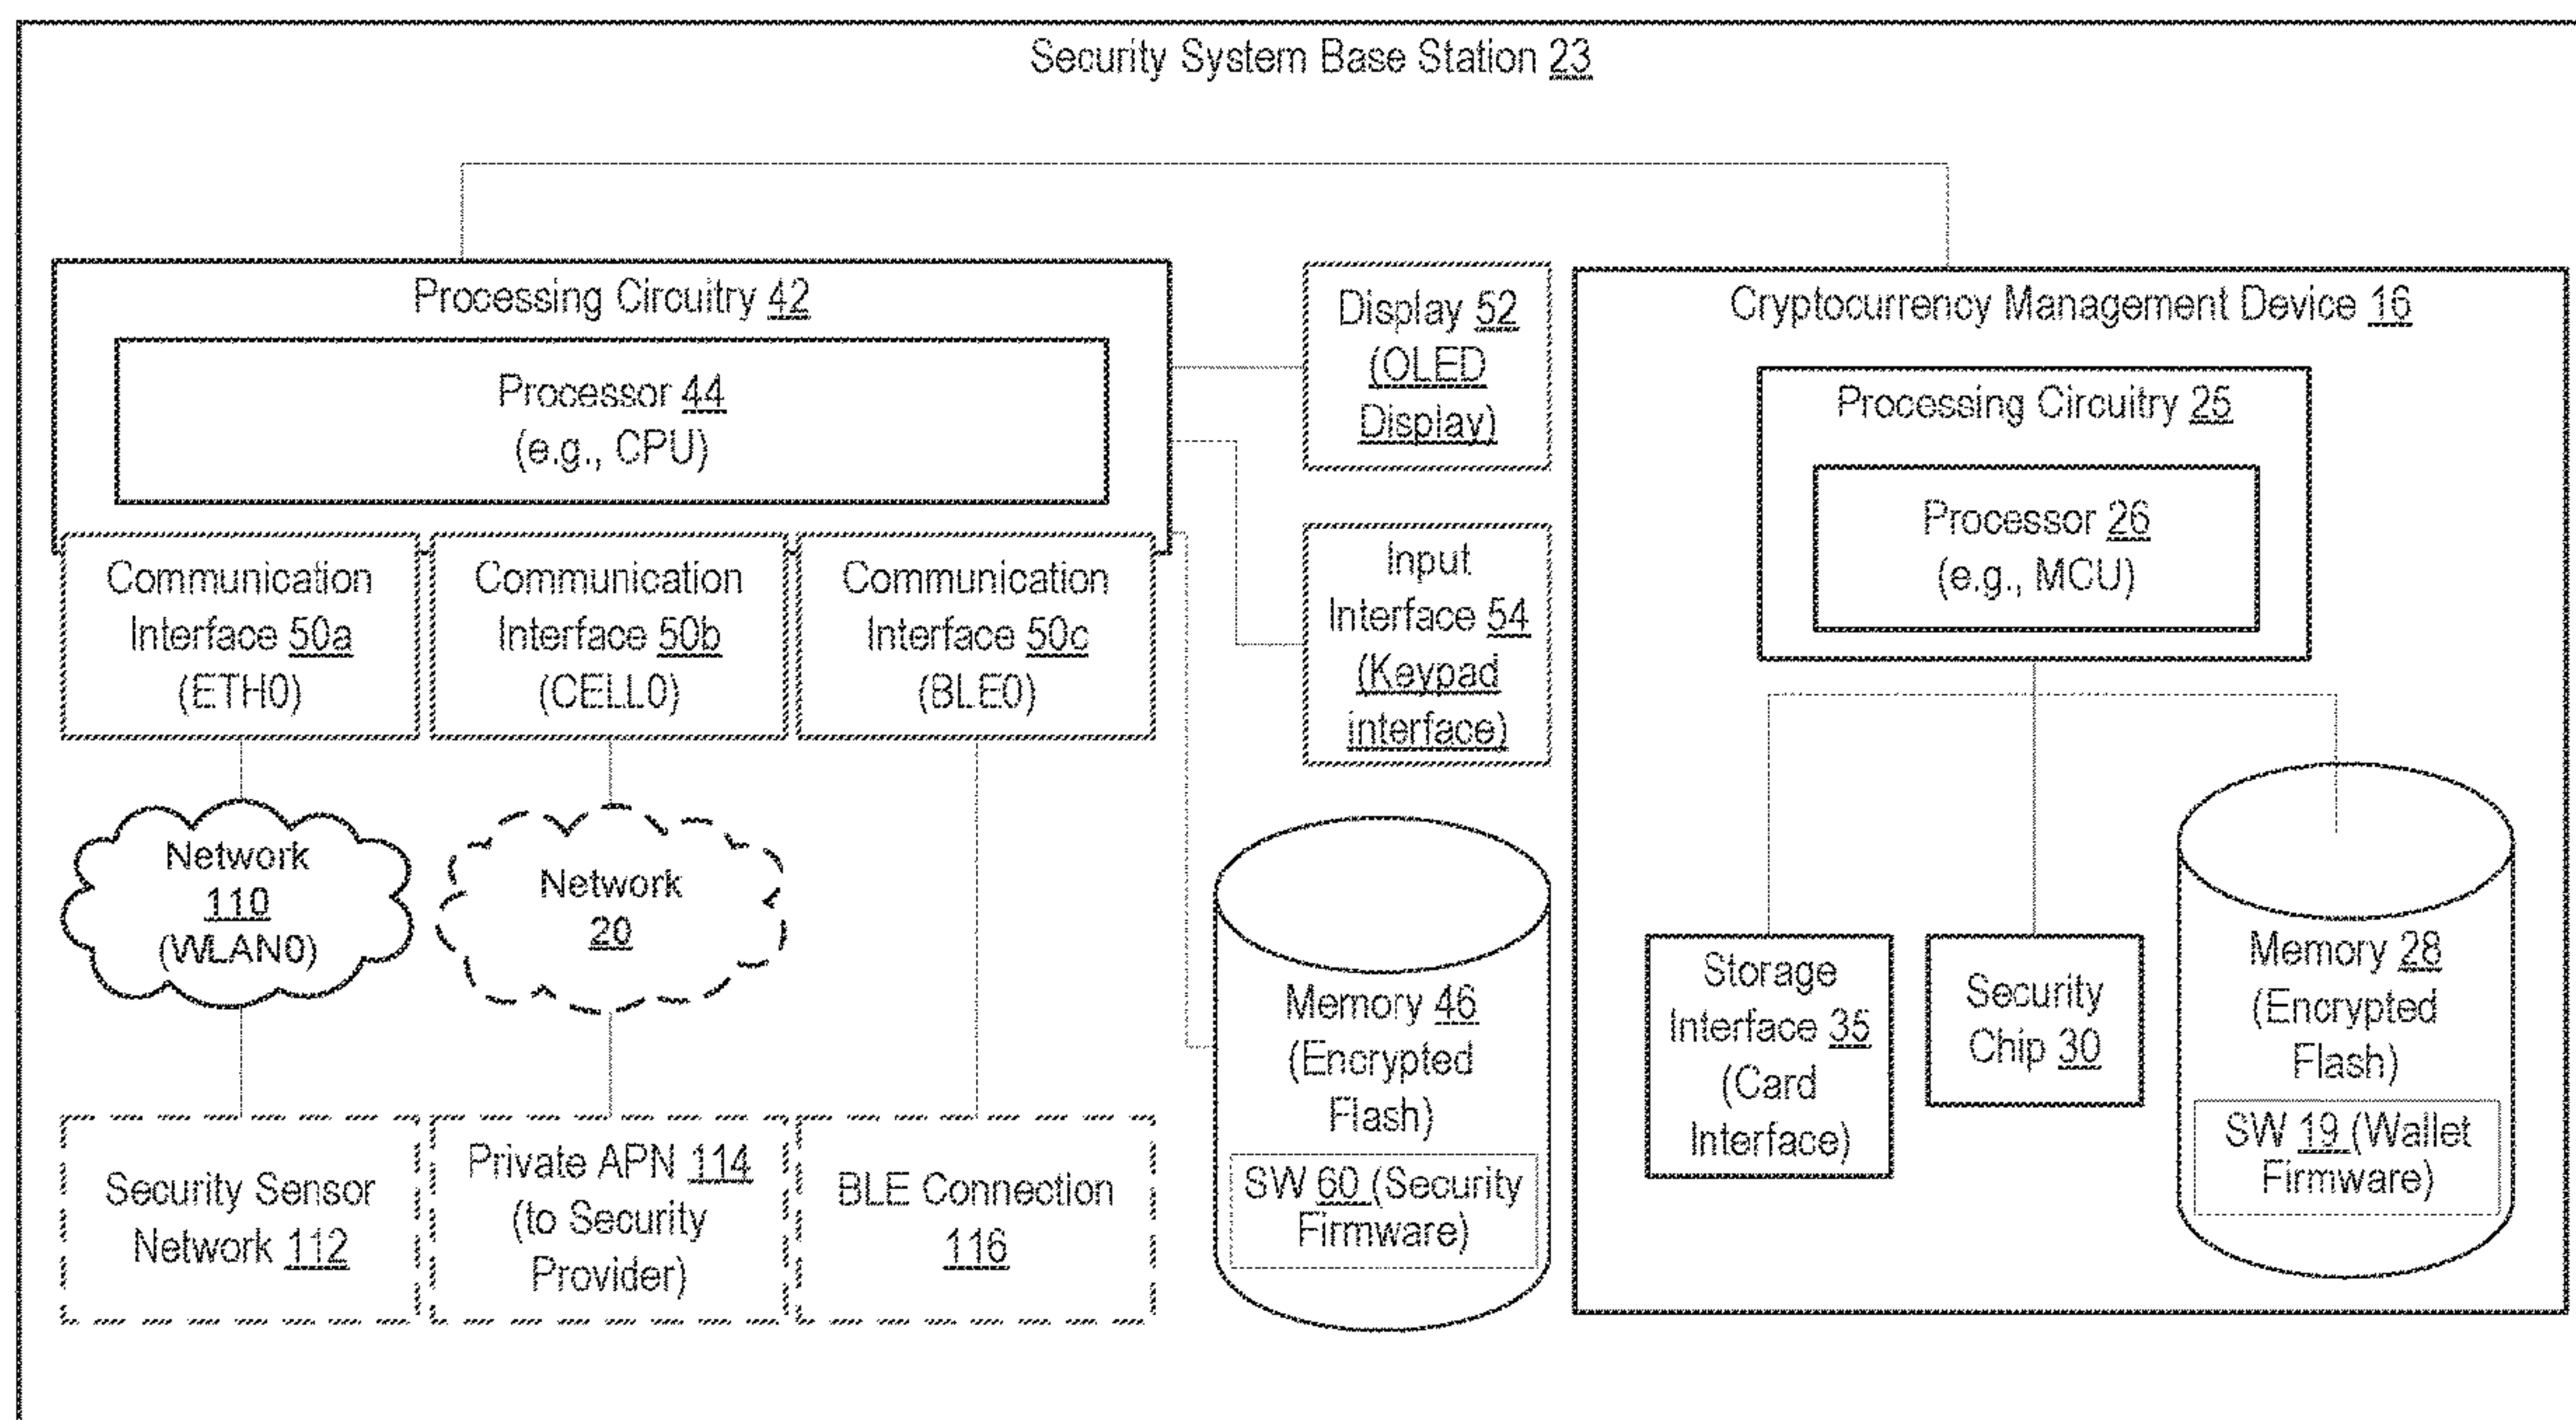 Security System Base Station 23
Processing Circuitry 42
Processor 44
(e.g., CPU)
Communication
Interface 50a
(ETH0)
Communication
Interface 50b
(CELL0)
Communication
Interface 50c
(BLE0)
Network
110
(WLAN0)
Network
20
Security Sensor
Network 112
Private APN 114
(to Security
Provider)
BLE Connection
116
Display 52
(OLED
Display)
Input
Interface 54
(Keypad
interface)
Memory 46
(Encrypted
Flash)
SW 60 (Security
Firmware)
Cryptocurrency Management Device 16
Processing Circuitry 25
Processor 26
(e.g., MCU)
Storage
Interface 35
(Card
Interface)
Security
Chip 30
Memory 28
(Encrypted
Flash)
SW 19 (Wallet
Firmware)